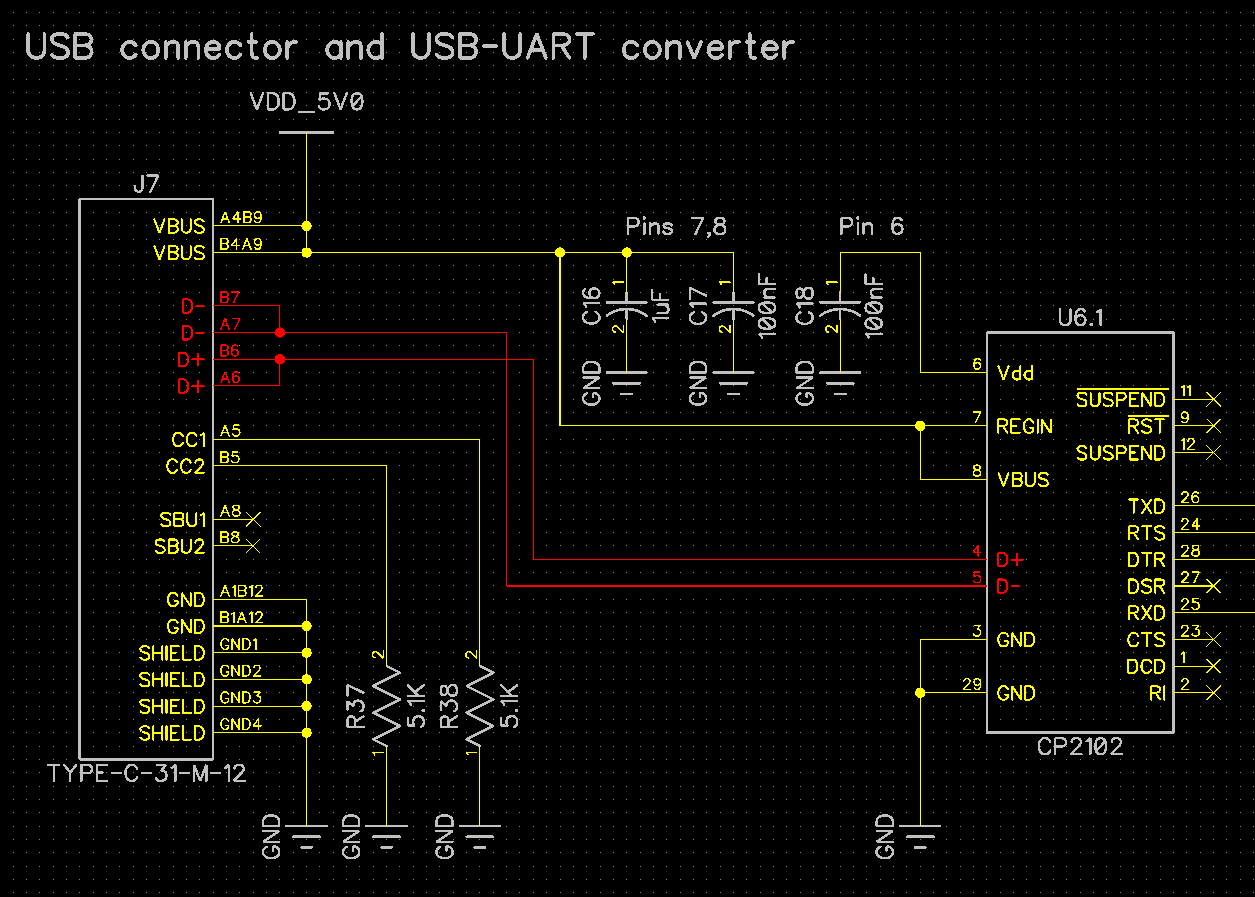 USB connector and USB-UART converter
VDD_5V0
J7
VBUS A4B9
VBUS B4A9
D- B7
D- A7
D+ B6
D+ A6
CC1 A5
CC2 B5
SBU1 A8
SBU2 B8
GND A1B12
GND B1A12
SHIELD GND1
SHIELD GND2
SHIELD GND3
SHIELD GND4
TYPE-C-31-M-12
GND
2
R37
5.1K
1
GND
2
R38
5.1K
1
GND
Pins 7,8
Pin 6
1
C16
1uF
2
GND
1
C17
100nF
2
GND
1
C18
100nF
2
GND
U6.1
6 Vdd
7 REGIN
8 VBUS
4 D+
5 D-
3 GND
29 GND
SUSPEND 11
RST 9
SUSPEND 12
TXD 26
RTS 24
DTR 28
DSR 27
RXD 25
CTS 23
DCD 1
RI 2
CP2102
GND